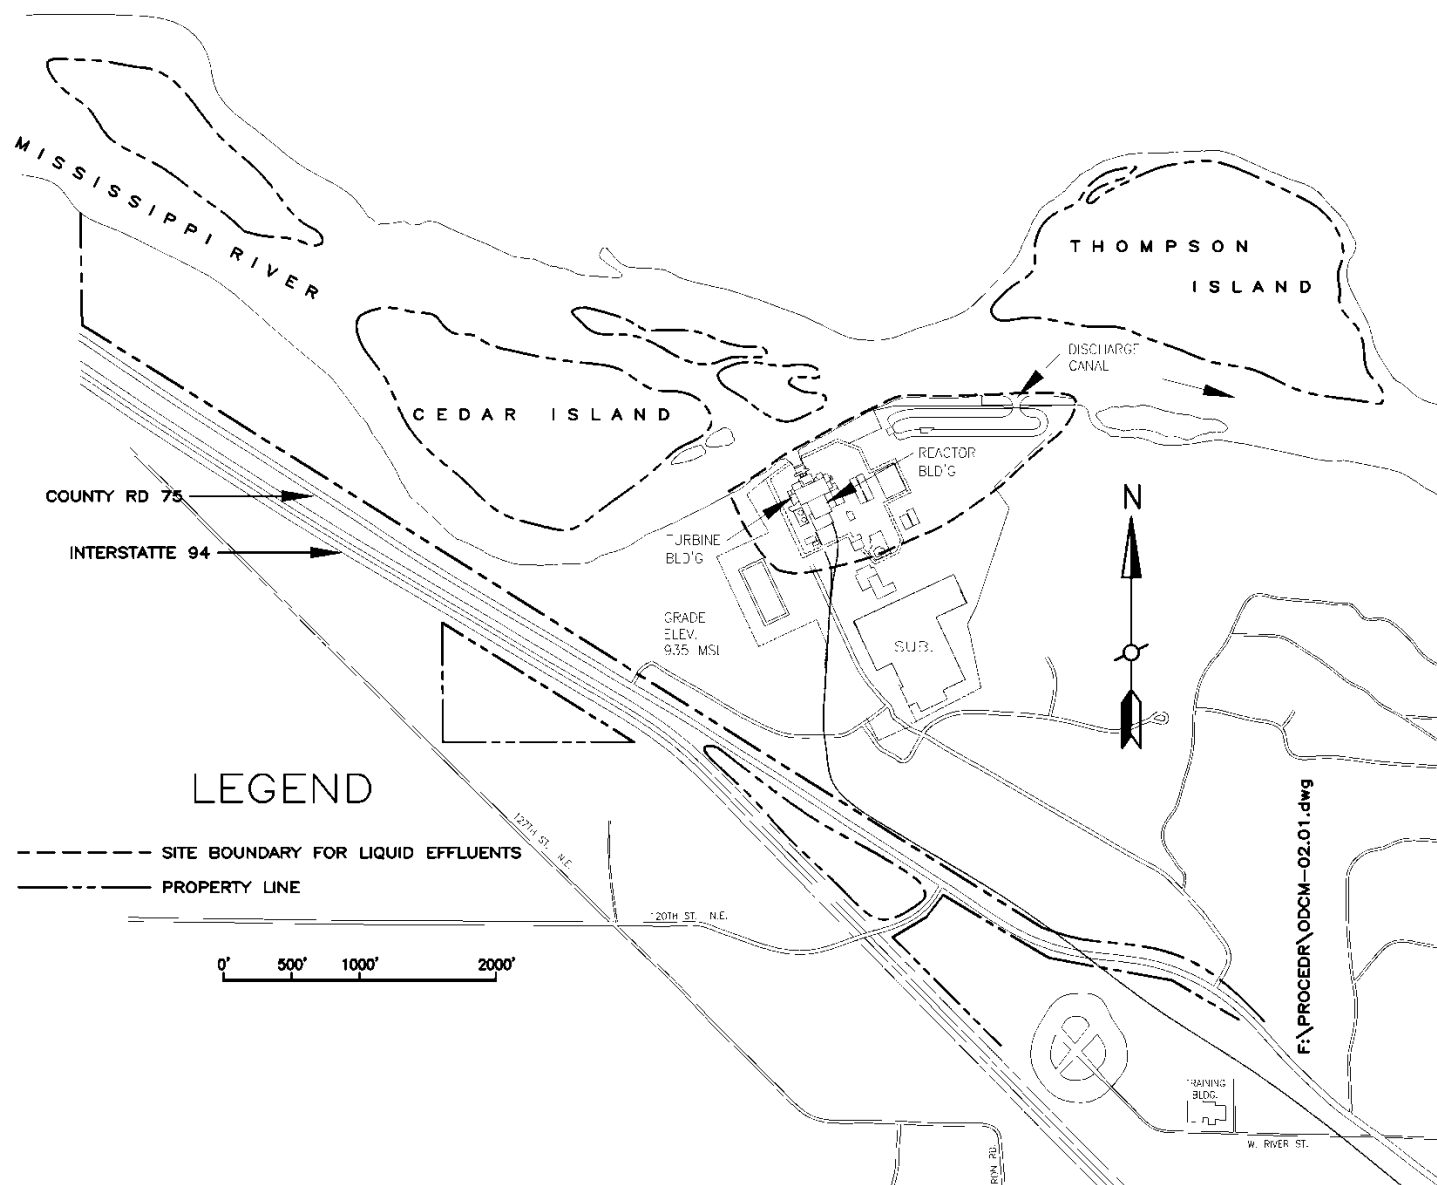 MISSISSIPPI RIVER
THOMPSON
ISLAND
DISCHARGE
CANAL
CEDAR ISLAND
REACTOR
BLD'G
COUNTY RD 75
N
INTERSTATTE 94
TURBINE
BLD'G
GRADE
ELEV.
935 MSL
SUB.
LEGEND
SITE BOUNDARY FOR LIQUID EFFLUENTS
PROPERTY LINE
127TH ST. N.E.
120TH ST. N.E.
0' 500' 1000' 2000'
F:\PROCEDR\ODCM-02.01.dwg
TRAINING
BLDG.
W. RIVER ST.
RD.